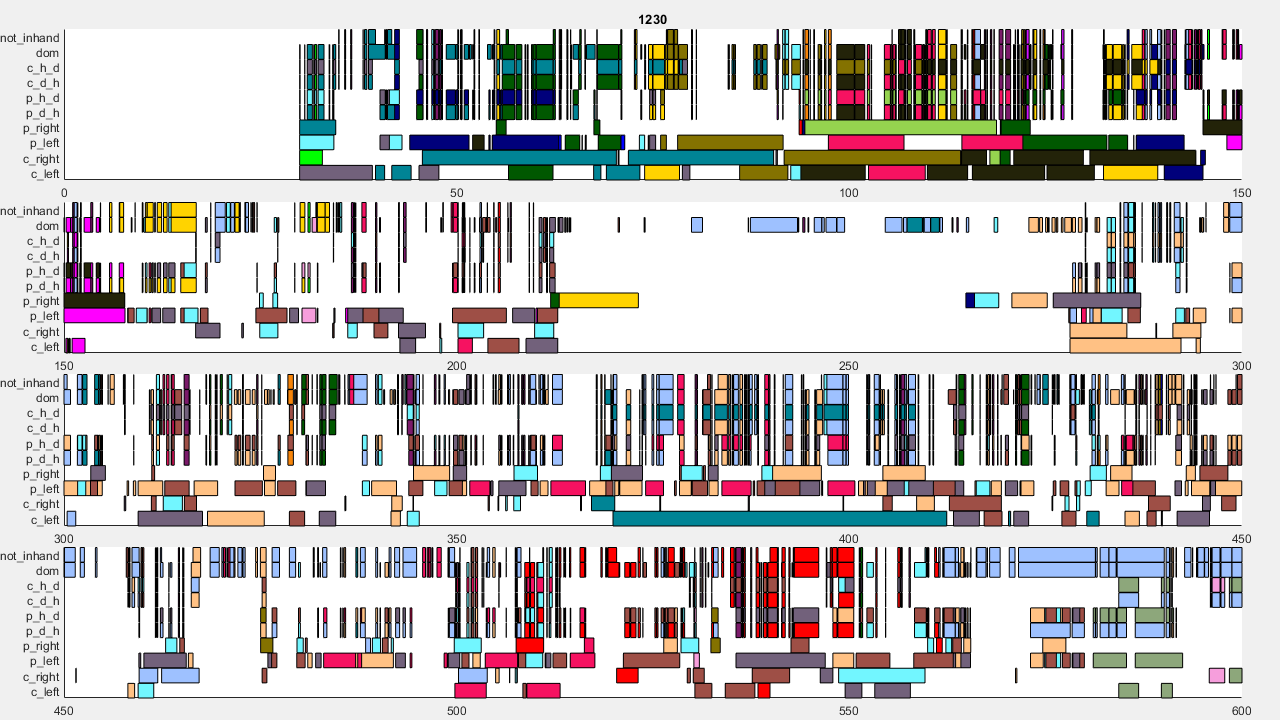 1230
not_inhand
dom
c_h_d
c_d_h
p_h_d
p_d_h
p_right
p_left
c_right
c_left
0 50 100 150
not_inhand
dom
c_h_d
c_d_h
p_h_d
p_d_h
p_right
p_left
c_right
c_left
150 200 250 300
not_inhand
dom
c_h_d
c_d_h
p_h_d
p_d_h
p_right
p_left
c_right
c_left
300 350 400 450
not_inhand
dom
c_h_d
c_d_h
p_h_d
p_d_h
p_right
p_left
c_right
c_left
450 500 550 600